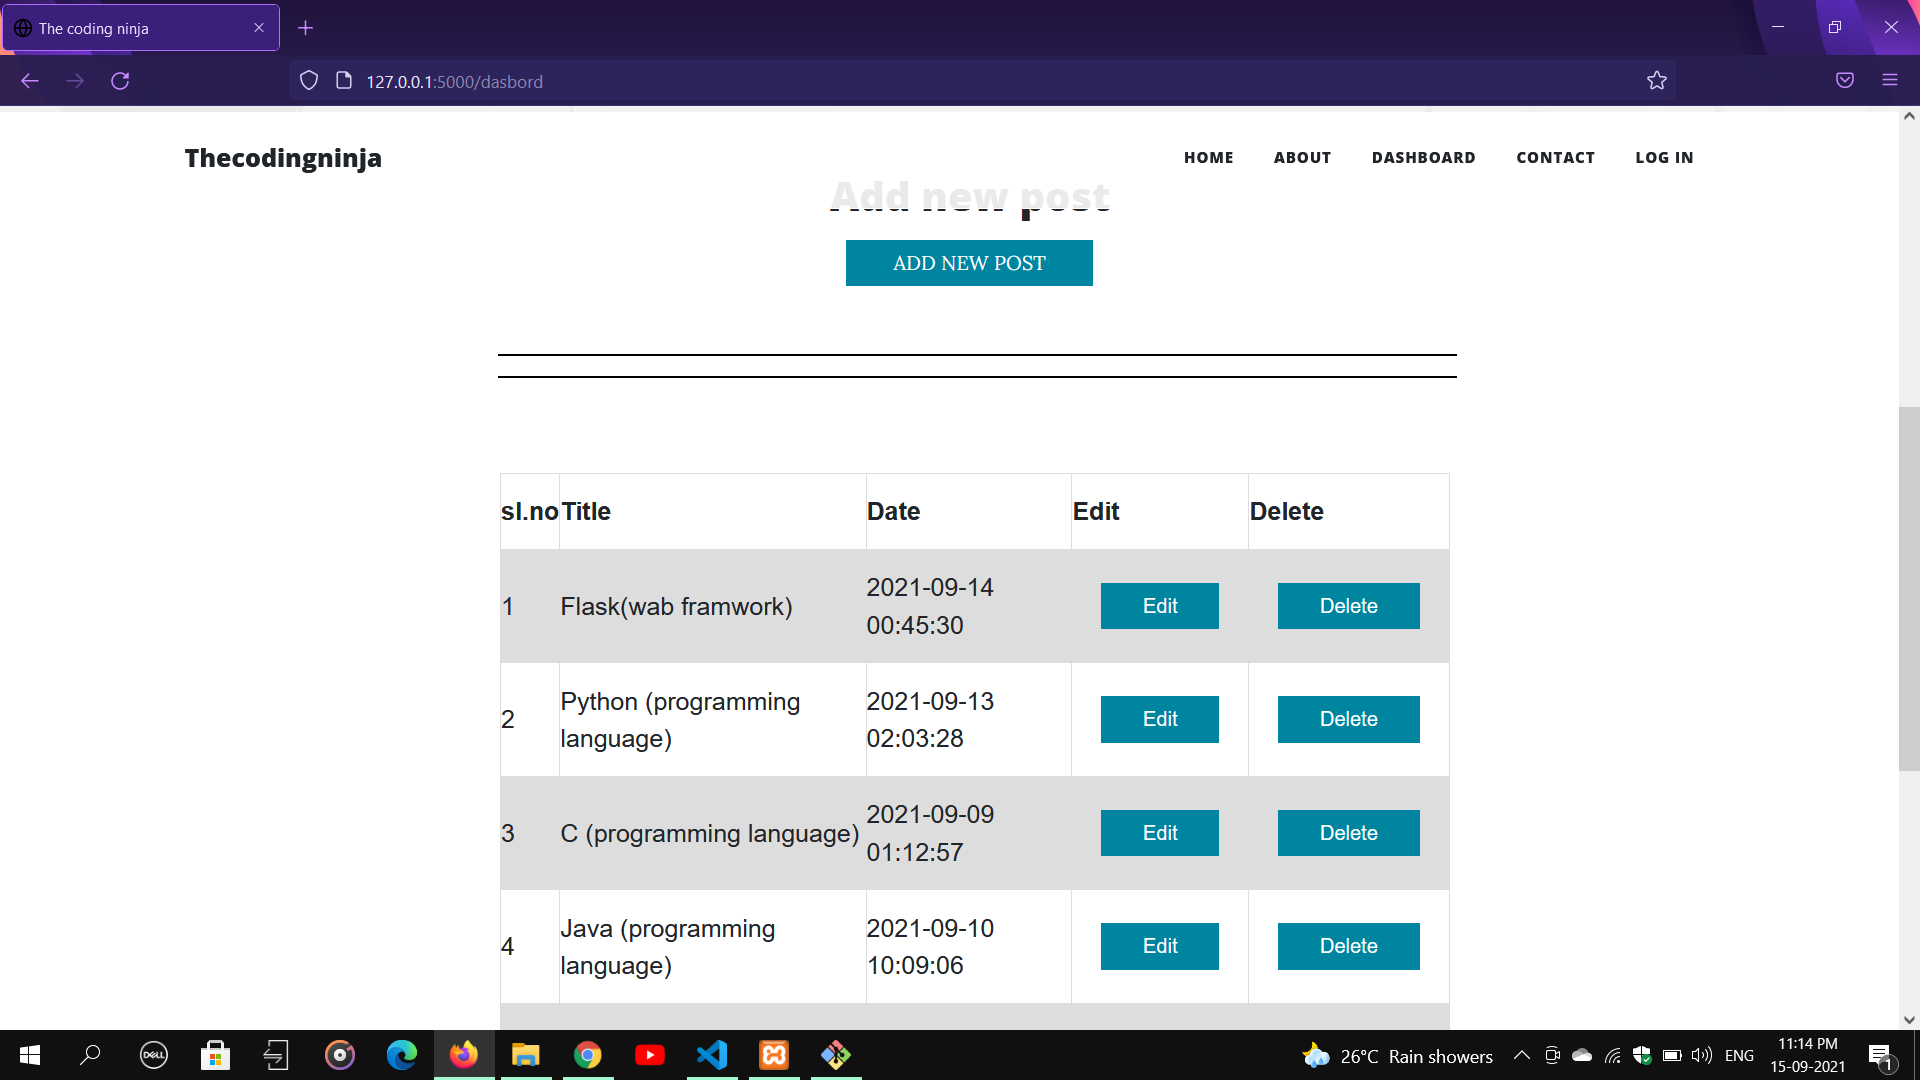 The coding ninja
127.0.0.1:5000/dasbord
Thecodingninja
HOME ABOUT DASHBOARD CONTACT LOG IN
Add new post
ADD NEW POST
sl.no Title Date Edit Delete
1 Flask(wab framwork) 2021-09-14 00:45:30 Edit Delete
2 Python (programming language) 2021-09-13 02:03:28 Edit Delete
3 C (programming language) 2021-09-09 01:12:57 Edit Delete
4 Java (programming language) 2021-09-10 10:09:06 Edit Delete
DELL
26°C Rain showers
ENG
11:14 PM
15-09-2021
1